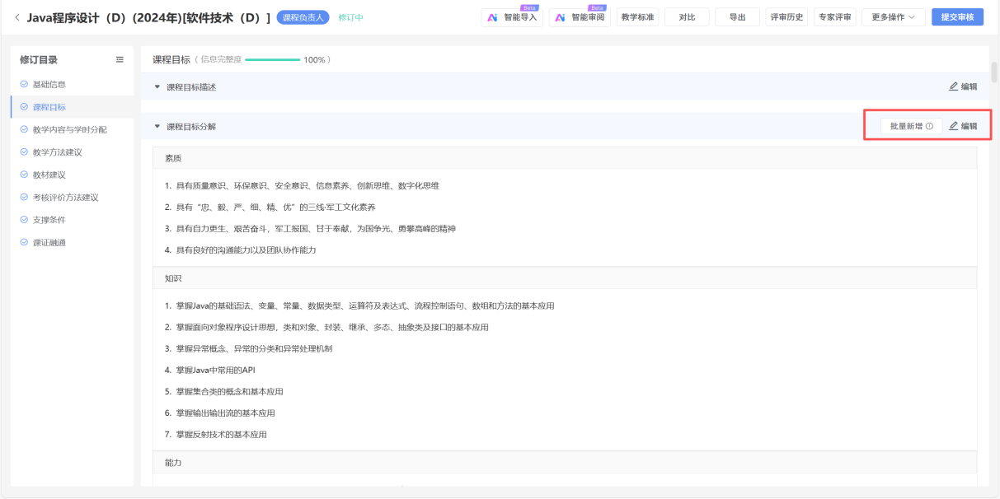 Java程序设计（D）(2024年)[软件技术（D）] 课程负责人 修订中 智能导入 Beta 智能审阅 Beta 教学标准 对比 导出 评审历史 专家评审 更多操作 提交审核
修订目录
基础信息
课程目标
教学内容与学时分配
教学方法建议
教材建议
考核评价方法建议
支撑条件
课证融通
课程目标（信息完整度 100%）
课程目标描述 编辑
课程目标分解 批量新增 编辑
素质
1. 具有质量意识、环保意识、安全意识、信息素养、创新思维、数字化思维
2. 具有“忠、毅、严、细、精、优”的三线·军工文化素养
3. 具有自力更生、艰苦奋斗，军工报国、甘于奉献，为国争光、勇攀高峰的精神
4. 具有良好的沟通能力以及团队协作能力
知识
1. 掌握Java的基础语法、变量、常量、数据类型、运算符及表达式、流程控制语句、数组和方法的基本应用
2. 掌握面向对象程序设计思想，类和对象、封装、继承、多态、抽象类及接口的基本应用
3. 掌握异常概念、异常的分类和异常处理机制
4. 掌握Java中常用的API
5. 掌握集合类的概念和基本应用
6. 掌握输出输出流的基本应用
7. 掌握反射技术的基本应用
能力